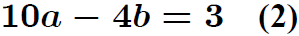 10a − 4b = 3 (2)